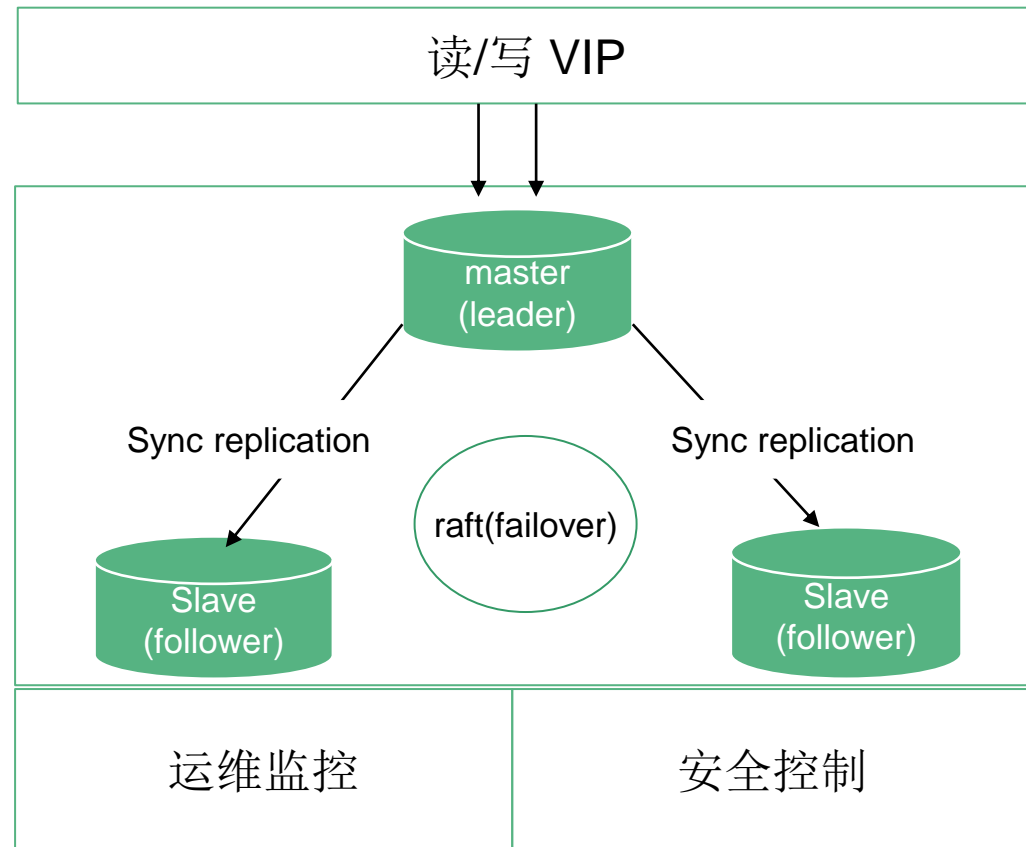 读/写 VIP
master
(leader)
Sync replication
Sync replication
raft(failover)
Slave
(follower)
Slave
(follower)
运维监控
安全控制